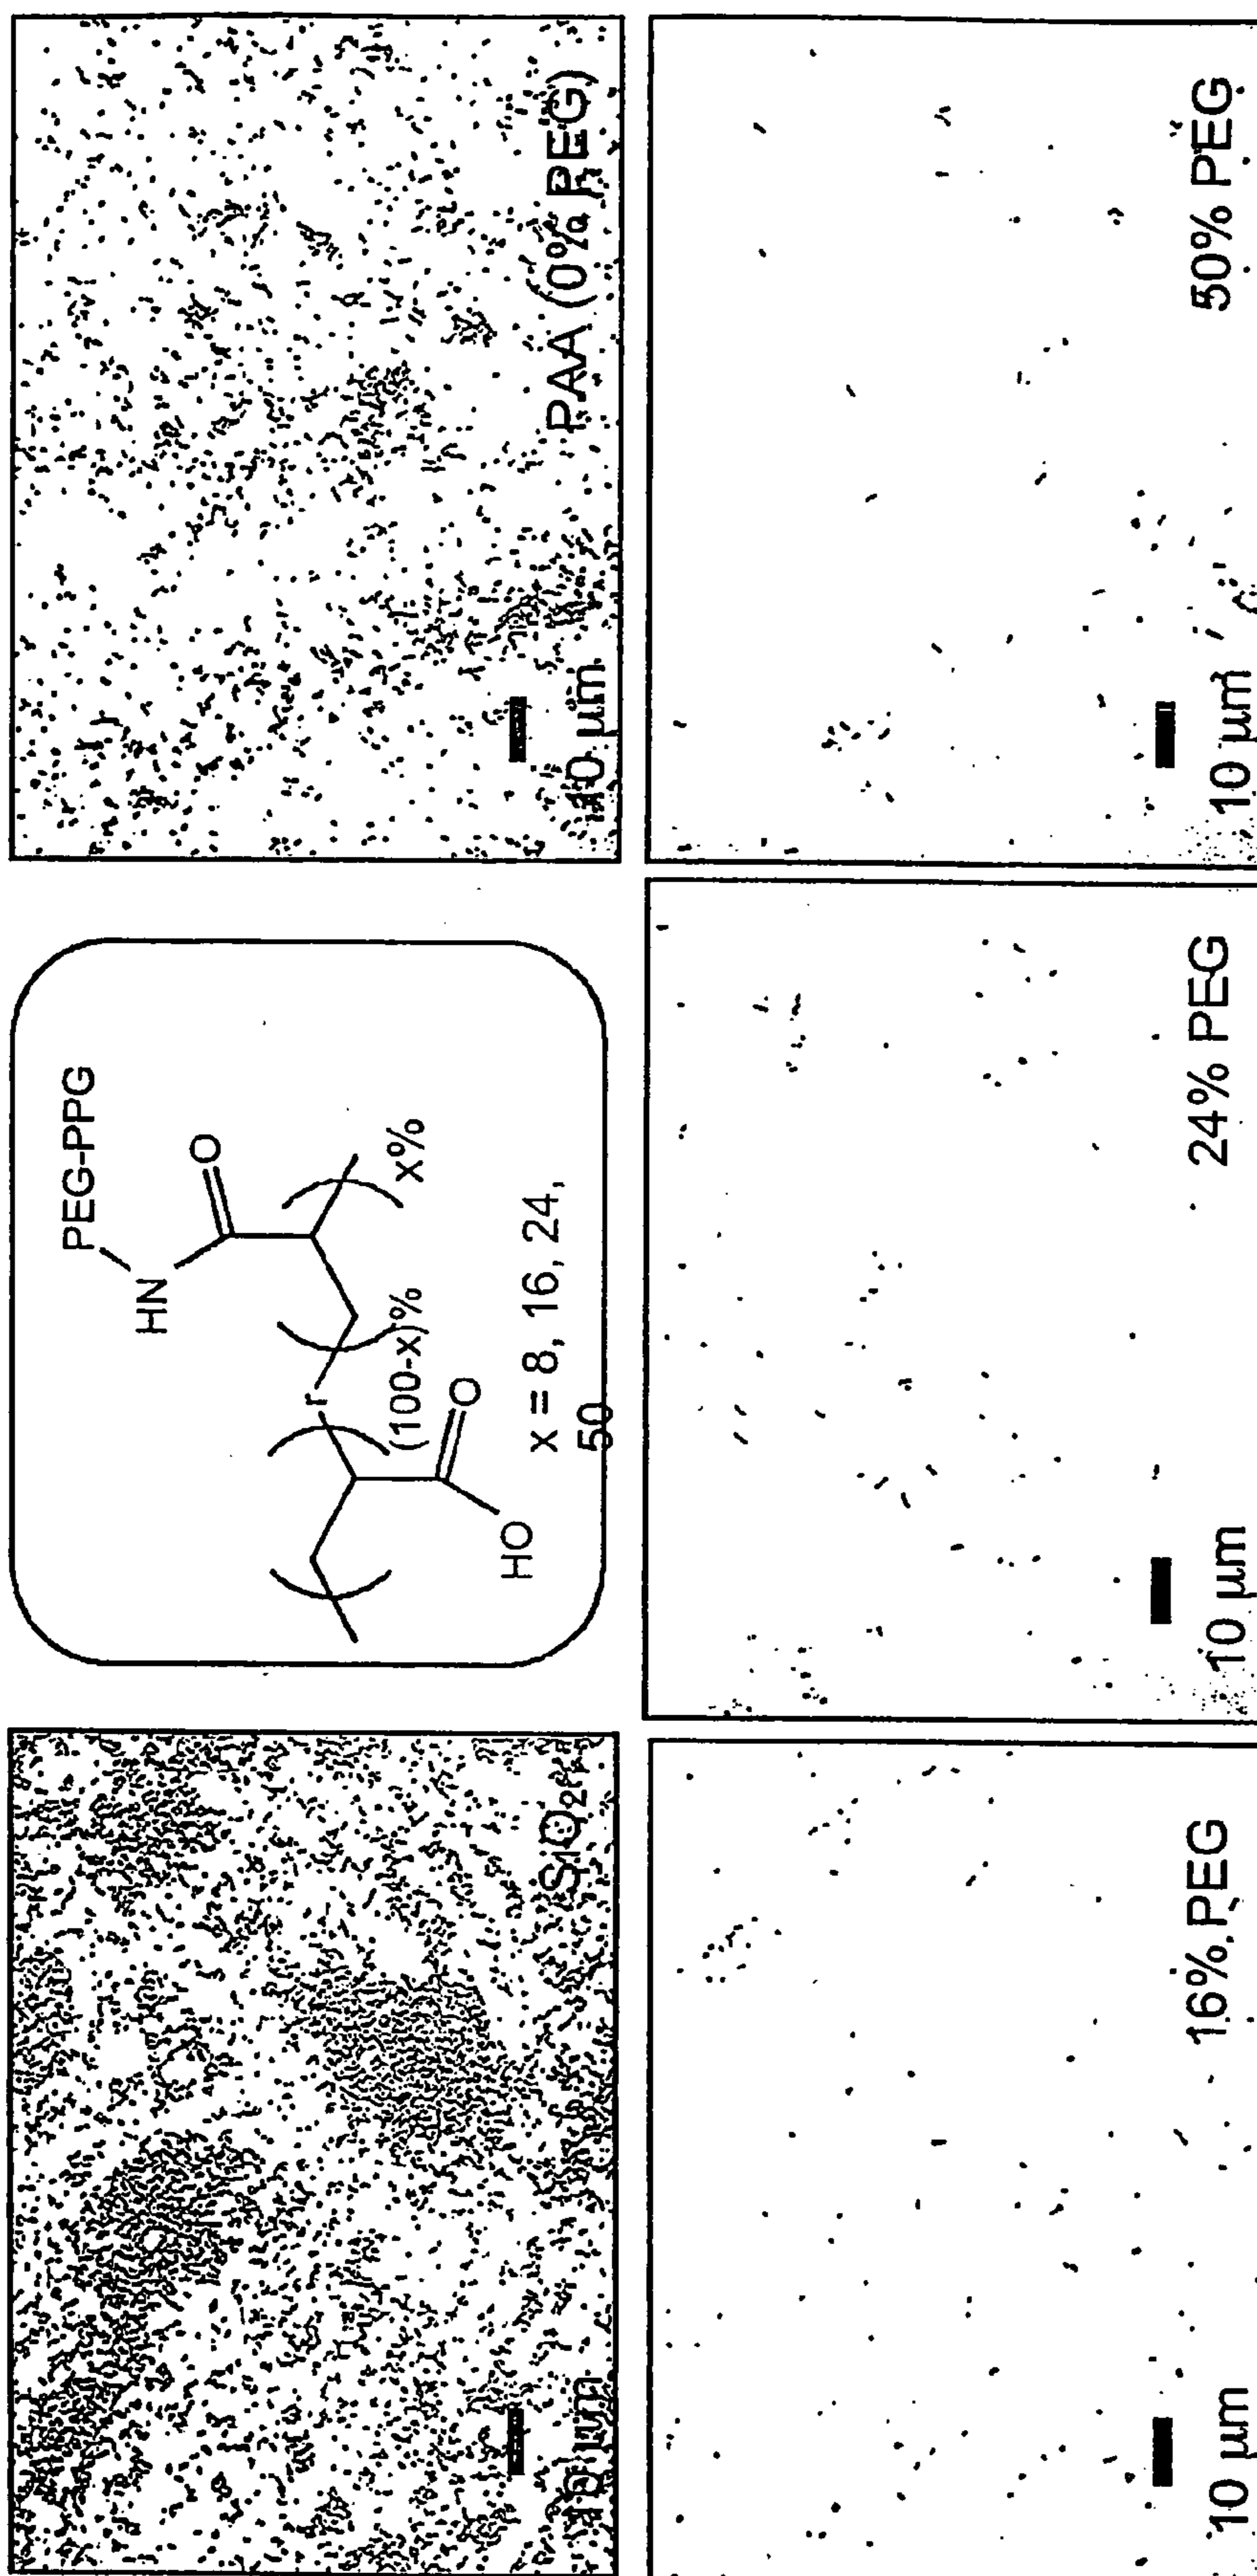 SiO2
10 µm
PEG-PPG
HN
O
r
(100-x)%
x%
HO
O
x = 8, 16, 24,
50
PAA (0% PEG)
10 µm
16% PEG
10 µm
24% PEG
10 µm
50% PEG
10 µm